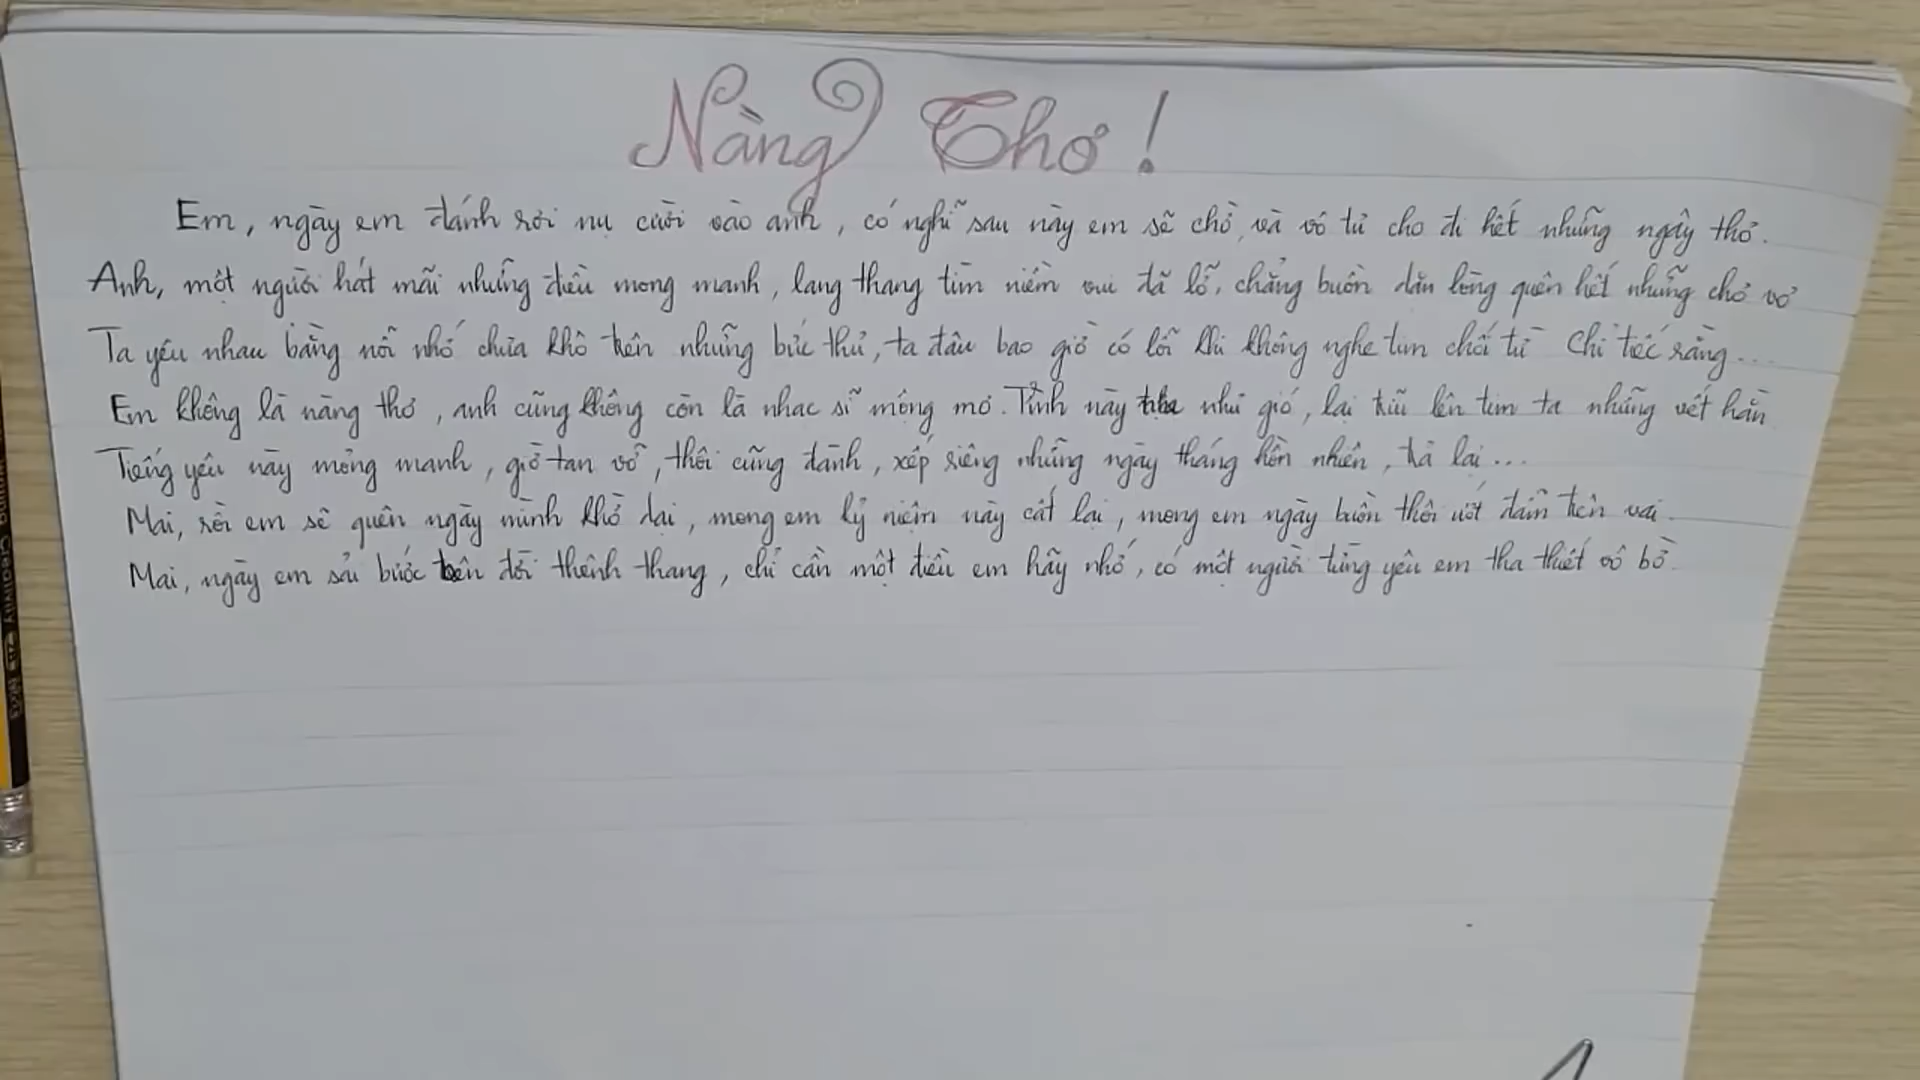 Nàng Thơ !
Em, ngày em đánh rơi nụ cười vào anh, có nghĩ sau này em sẽ chờ, và vô tư cho đi hết những ngây thơ.
Anh, một người hát mãi những điều mong manh, lang thang tìm niềm vui đã lỡ, chẳng buồn dặn lòng quên hết những chơ vơ
Ta yêu nhau bằng nỗi nhớ chưa khô trên những bức thư, ta đâu bao giờ có lỗi khi không nghe tim chối từ Chỉ tiếc rằng...
Em không là nàng thơ, anh cũng không còn là nhạc sĩ mộng mơ. Tình này như gió, lại trĩu lên tim ta những vết hằn
Tiếng yêu này mỏng manh, giờ tan vỡ, thôi cũng đành, xếp riêng những ngày tháng hồn nhiên, trả lại...
Mai, rồi em sẽ quên ngày mình khờ dại, mong em kỷ niệm này cất lại, mong em ngày buồn thôi ướt đẫm trên vai.
Mai, ngày em sải bước bên đời thênh thang, chỉ cần một điều em hãy nhớ, có một người từng yêu em tha thiết vô bờ.